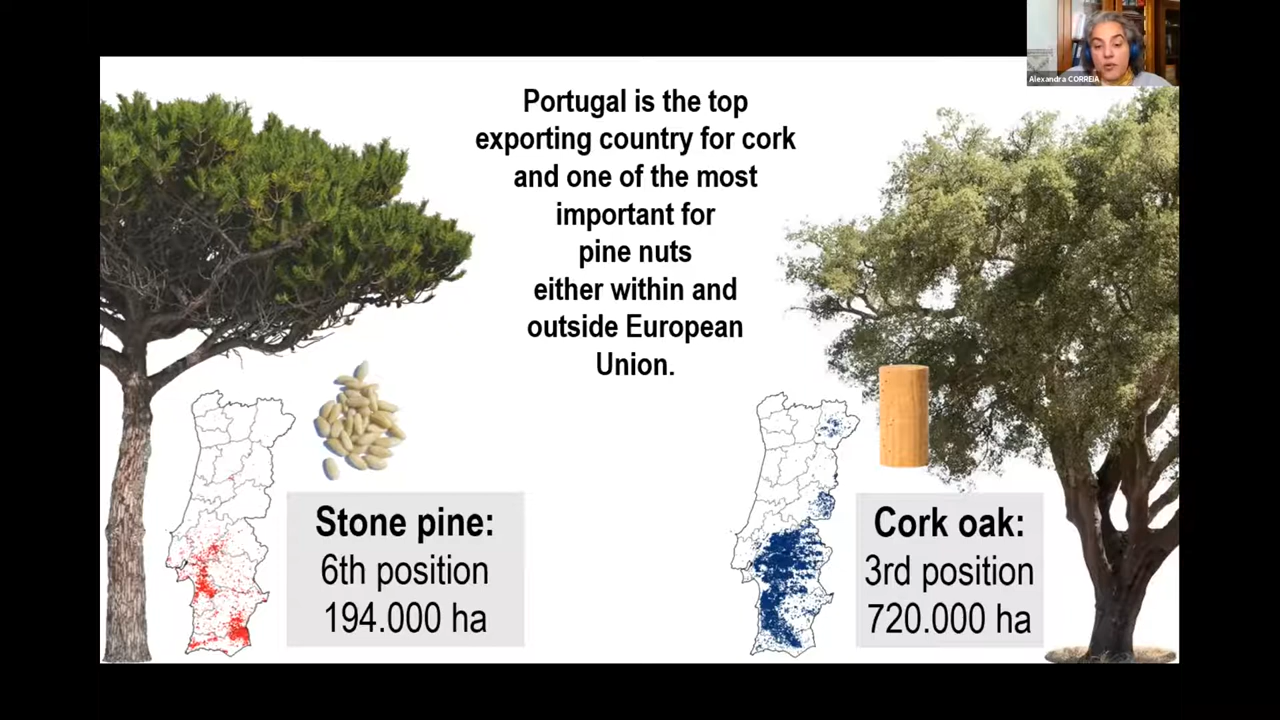 Alexandra CORREIA
Portugal is the top
exporting country for cork
and one of the most
important for
pine nuts
either within and
outside European
Union.
Stone pine:
6th position
194.000 ha
Cork oak:
3rd position
720.000 ha